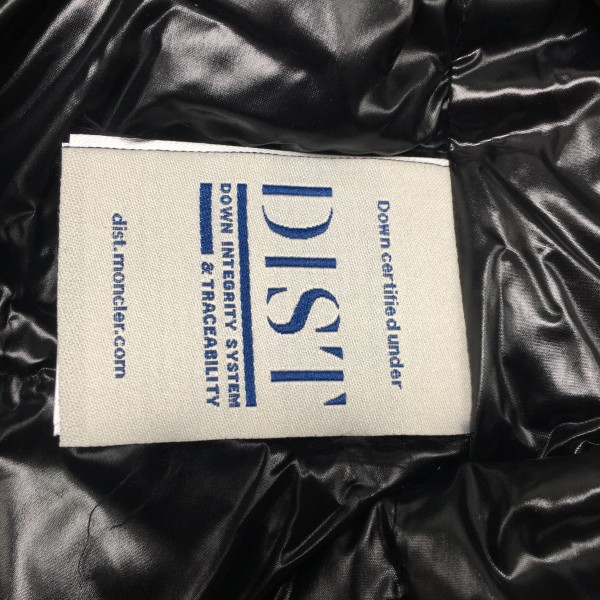 Down certified under
DIST
DOWN INTEGRITY SYSTEM
& TRACEABILITY
dist.moncler.com